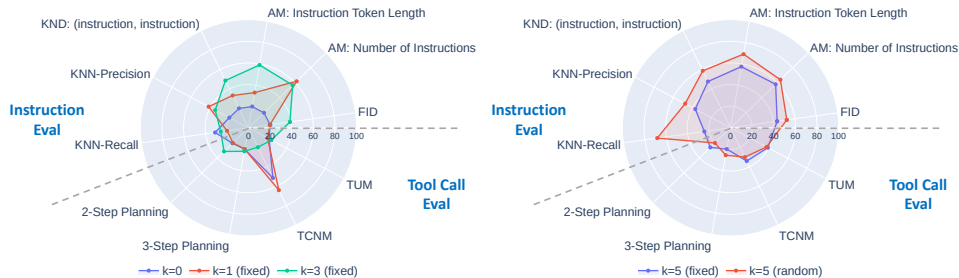 KND: (instruction, instruction)
AM: Instruction Token Length
AM: Number of Instructions
KNN-Precision
FID
Instruction
Eval
0 20 40 60 80 100
KNN-Recall
TUM
Tool Call
Eval
2-Step Planning
TCNM
3-Step Planning
k=0 k=1 (fixed) k=3 (fixed)
KND: (instruction, instruction)
AM: Instruction Token Length
AM: Number of Instructions
KNN-Precision
FID
Instruction
Eval
0 20 40 60 80 100
KNN-Recall
TUM
Tool Call
Eval
2-Step Planning
TCNM
3-Step Planning
k=5 (fixed) k=5 (random)